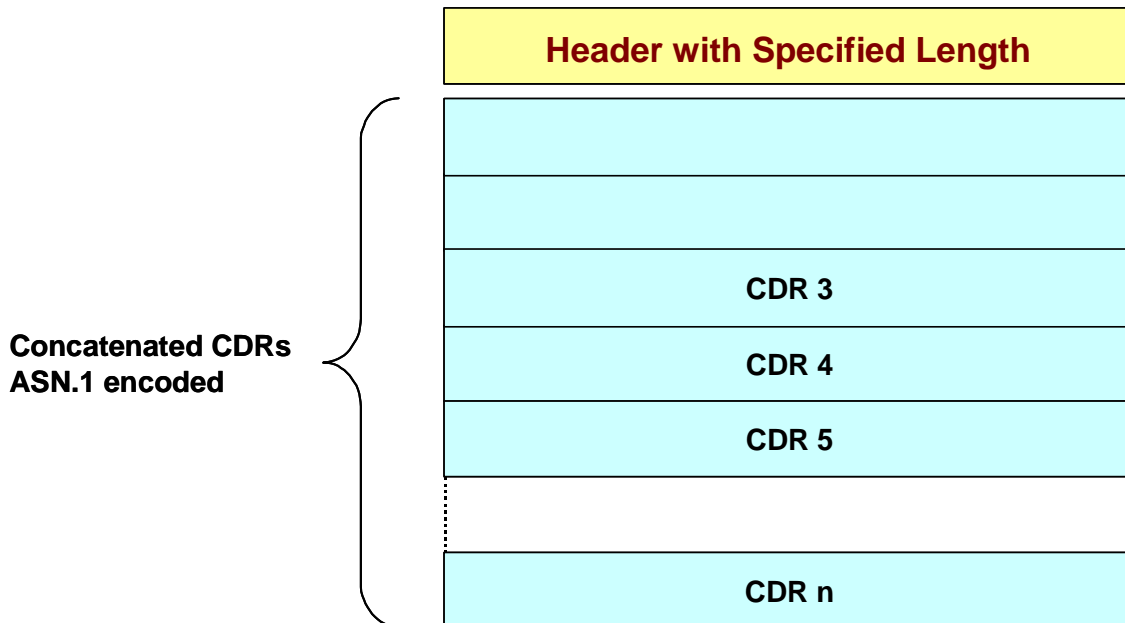 Header with Specified Length
CDR 3
Concatenated CDRs
ASN.1 encoded
CDR 4
CDR 5
CDR n